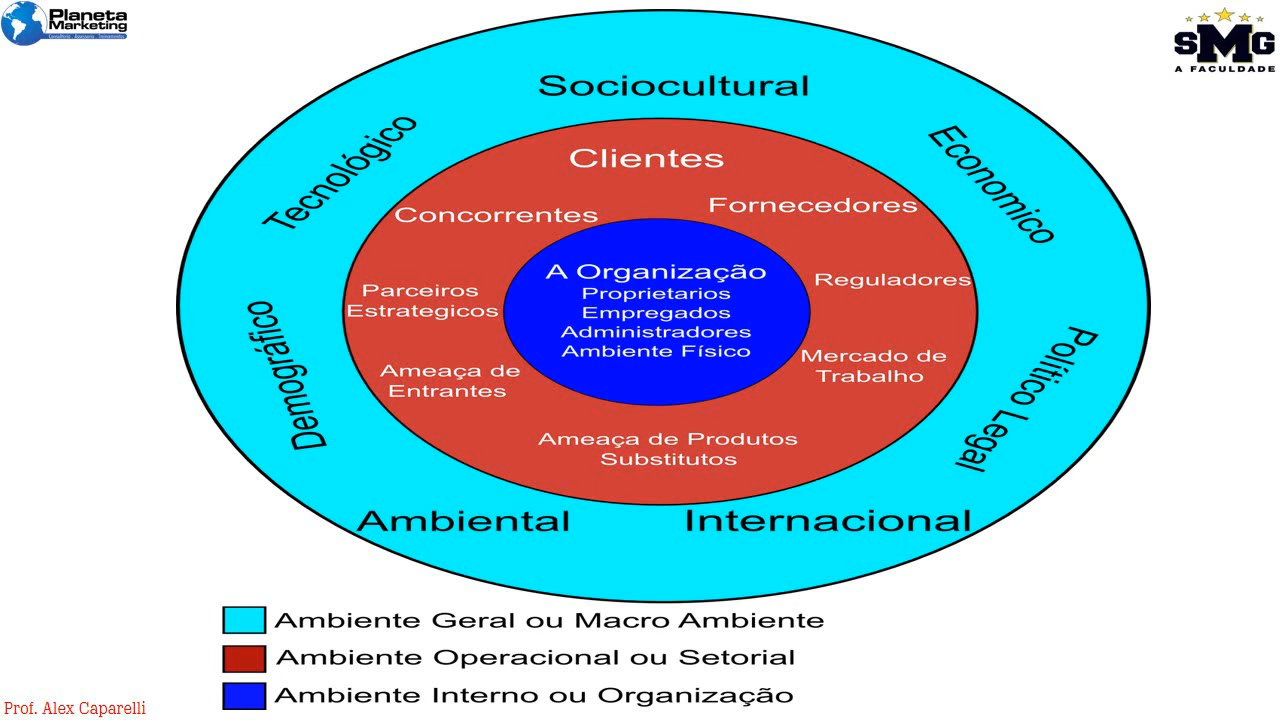 Planeta
Marketing
SMG
A FACULDADE
Sociocultural
Tecnológico
Economico
Clientes
Concorrentes
Fornecedores
A Organização
Proprietarios
Empregados
Administradores
Ambiente Físico
Parceiros
Estrategicos
Reguladores
Ameaça de
Entrantes
Mercado de
Trabalho
Ameaça de Produtos
Substitutos
Demográfico
Político Legal
Ambiental
Internacional
Ambiente Geral ou Macro Ambiente
Ambiente Operacional ou Setorial
Ambiente Interno ou Organização
Prof. Alex Caparelli